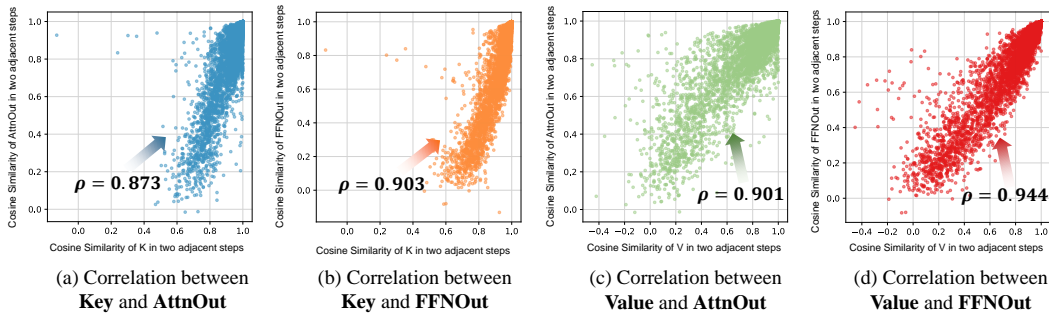 Cosine Similarity of AttnOut in two adjacent steps
1.0
0.8
0.6
0.4
0.2
0.0
ρ = 0.873
0.0 0.2 0.4 0.6 0.8 1.0
Cosine Similarity of K in two adjacent steps
(a) Correlation between
Key and AttnOut
Cosine Similarity of FFNOut in two adjacent steps
1.0
0.8
0.6
0.4
0.2
0.0
ρ = 0.903
0.0 0.2 0.4 0.6 0.8 1.0
Cosine Similarity of K in two adjacent steps
(b) Correlation between
Key and FFNOut
Cosine Similarity of AttnOut in two adjacent steps
1.0
0.8
0.6
0.4
0.2
0.0
ρ = 0.901
−0.4 −0.2 0.0 0.2 0.4 0.6 0.8 1.0
Cosine Similarity of V in two adjacent steps
(c) Correlation between
Value and AttnOut
Cosine Similarity of FFNOut in two adjacent steps
1.0
0.8
0.6
0.4
0.2
0.0
ρ = 0.944
−0.4 −0.2 0.0 0.2 0.4 0.6 0.8 1.0
Cosine Similarity of V in two adjacent steps
(d) Correlation between
Value and FFNOut